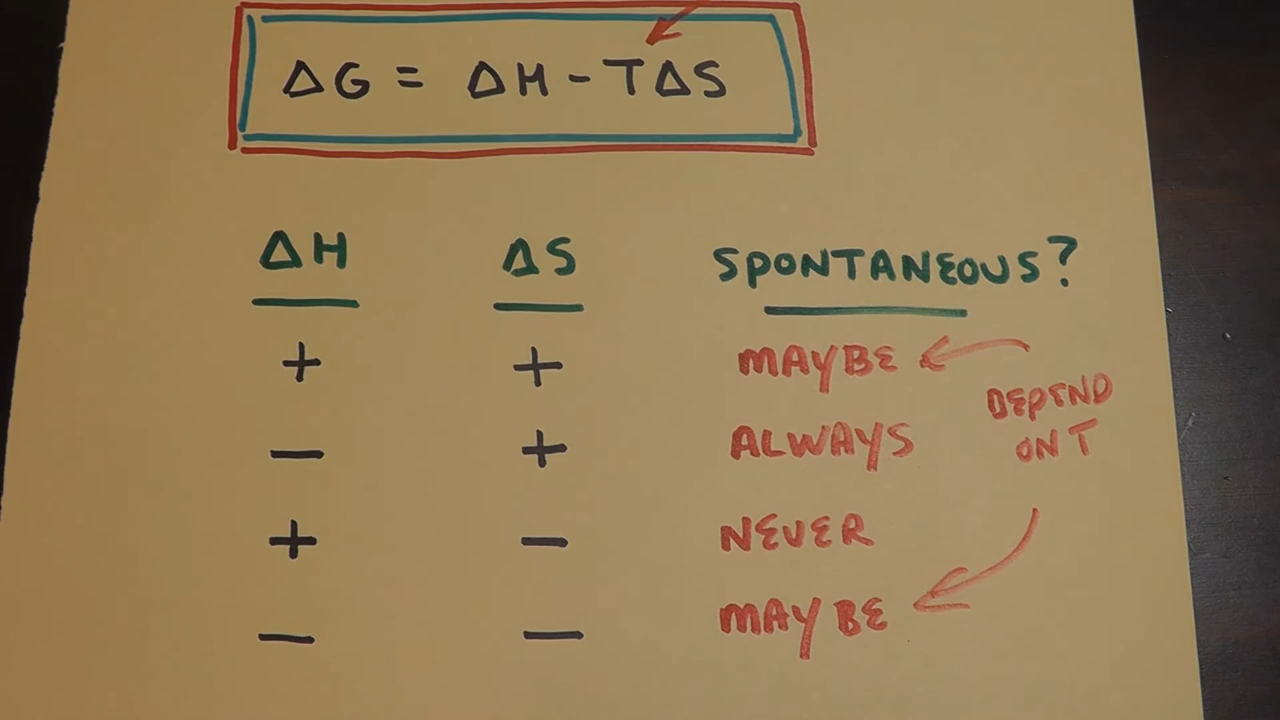 ΔG = ΔH - TΔS
ΔH ΔS SPONTANEOUS?
+ + MAYBE
- + ALWAYS
DEPEND
ON T
+ - NEVER
- - MAYBE